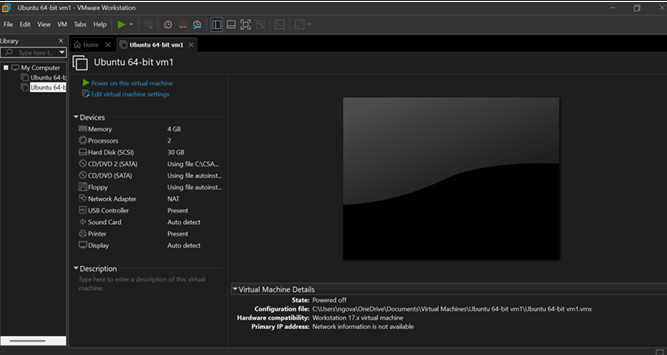 Ubuntu 64-bit vm1 - VMware Workstation
File Edit View VM Tabs Help
Library
Type here t...
My Computer
Ubuntu 64-b
Ubuntu 64-b
Home
Ubuntu 64-bit vm1
Ubuntu 64-bit vm1
Power on this virtual machine
Edit virtual machine settings
Devices
Memory 4 GB
Processors 2
Hard Disk (SCSI) 30 GB
CD/DVD 2 (SATA) Using file C:\CSA...
CD/DVD (SATA) Using file autoinst...
Floppy Using file autoinst...
Network Adapter NAT
USB Controller Present
Sound Card Auto detect
Printer Present
Display Auto detect
Description
Type here to enter a description of this virtual
machine.
Virtual Machine Details
State: Powered off
Configuration file: C:\Users\ngova\OneDrive\Documents\Virtual Machines\Ubuntu 64-bit vm1\Ubuntu 64-bit vm1.vmx
Hardware compatibility: Workstation 17.x virtual machine
Primary IP address: Network information is not available